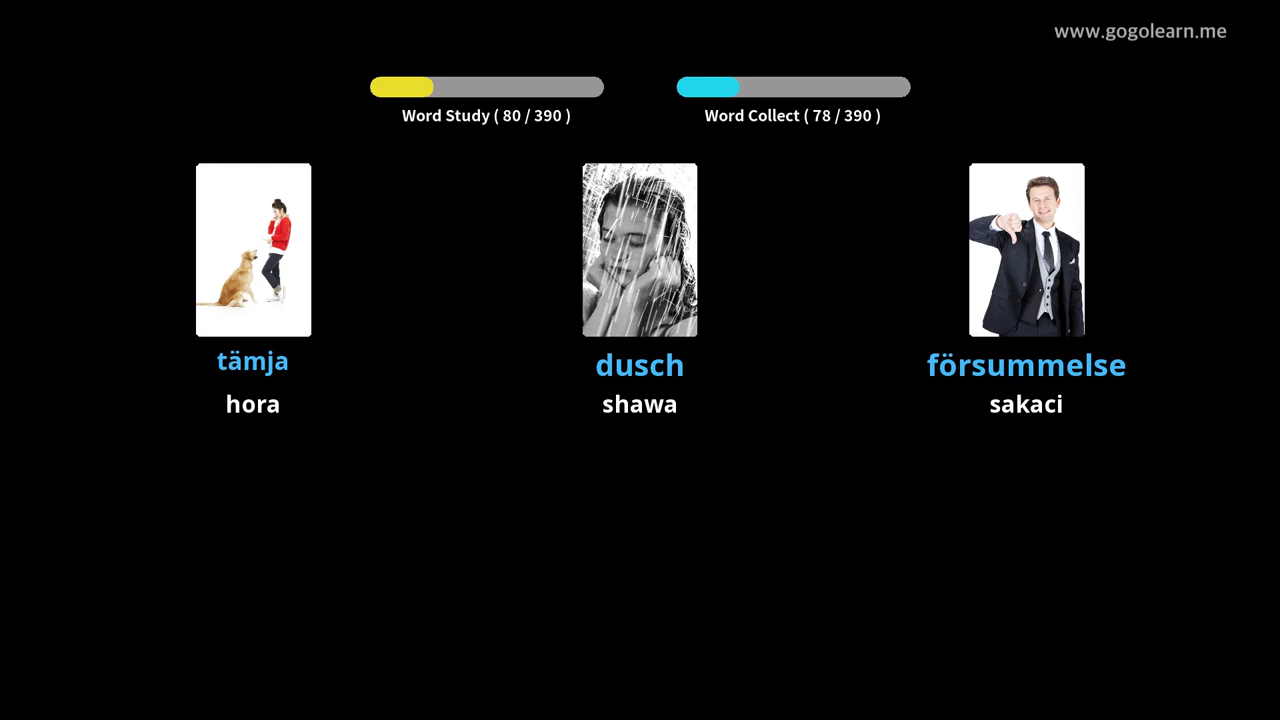 www.gogolearn.me
Word Study ( 80 / 390 )
Word Collect ( 78 / 390 )
tämja
dusch
försummelse
hora
shawa
sakaci